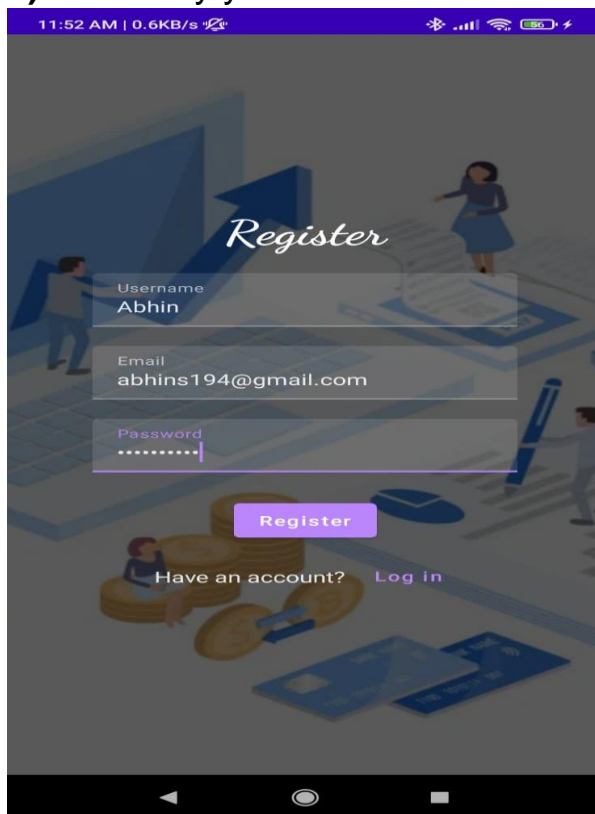 11:52 AM | 0.6KB/s
56
Register
Username
Abhin
Email
abhins194@gmail.com
Password
••••••••••
Register
Have an account? Log in